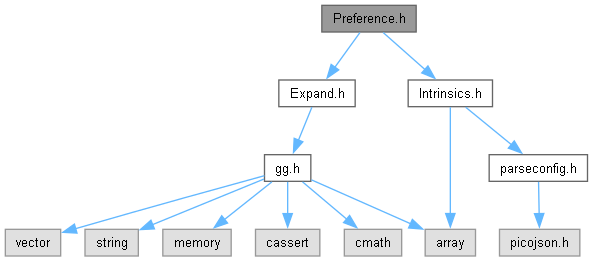 Preference.h
Expand.h
Intrinsics.h
gg.h
parseconfig.h
vector
string
memory
cassert
cmath
array
picojson.h